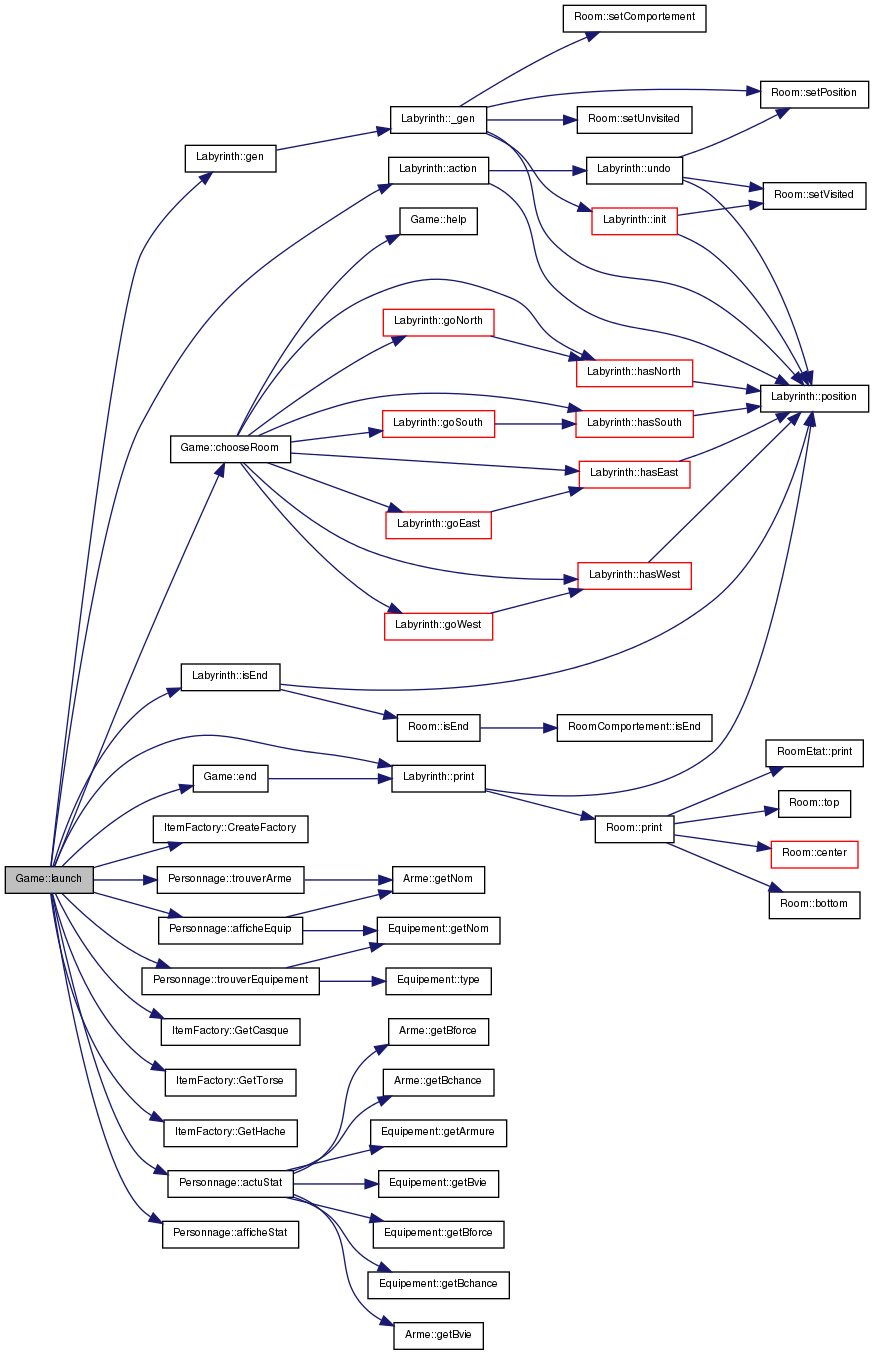 Room::setComportement
Room::setPosition
Labyrinth::_gen
Room::setUnvisited
Labyrinth::gen
Labyrinth::action
Labyrinth::undo
Room::setVisited
Game::help
Labyrinth::init
Labyrinth::goNorth
Labyrinth::hasNorth
Labyrinth::position
Labyrinth::goSouth
Labyrinth::hasSouth
Game::chooseRoom
Labyrinth::hasEast
Labyrinth::goEast
Labyrinth::hasWest
Labyrinth::goWest
Labyrinth::isEnd
Room::isEnd
RoomComportement::isEnd
RoomEtat::print
Game::end
Labyrinth::print
Room::top
ItemFactory::CreateFactory
Room::print
Room::center
Game::launch
Personnage::trouverArme
Arme::getNom
Room::bottom
Personnage::afficheEquip
Equipement::getNom
Personnage::trouverEquipement
Equipement::type
ItemFactory::GetCasque
Arme::getBforce
ItemFactory::GetTorse
Arme::getBchance
ItemFactory::GetHache
Equipement::getArmure
Personnage::actuStat
Equipement::getBvie
Personnage::afficheStat
Equipement::getBforce
Equipement::getBchance
Arme::getBvie